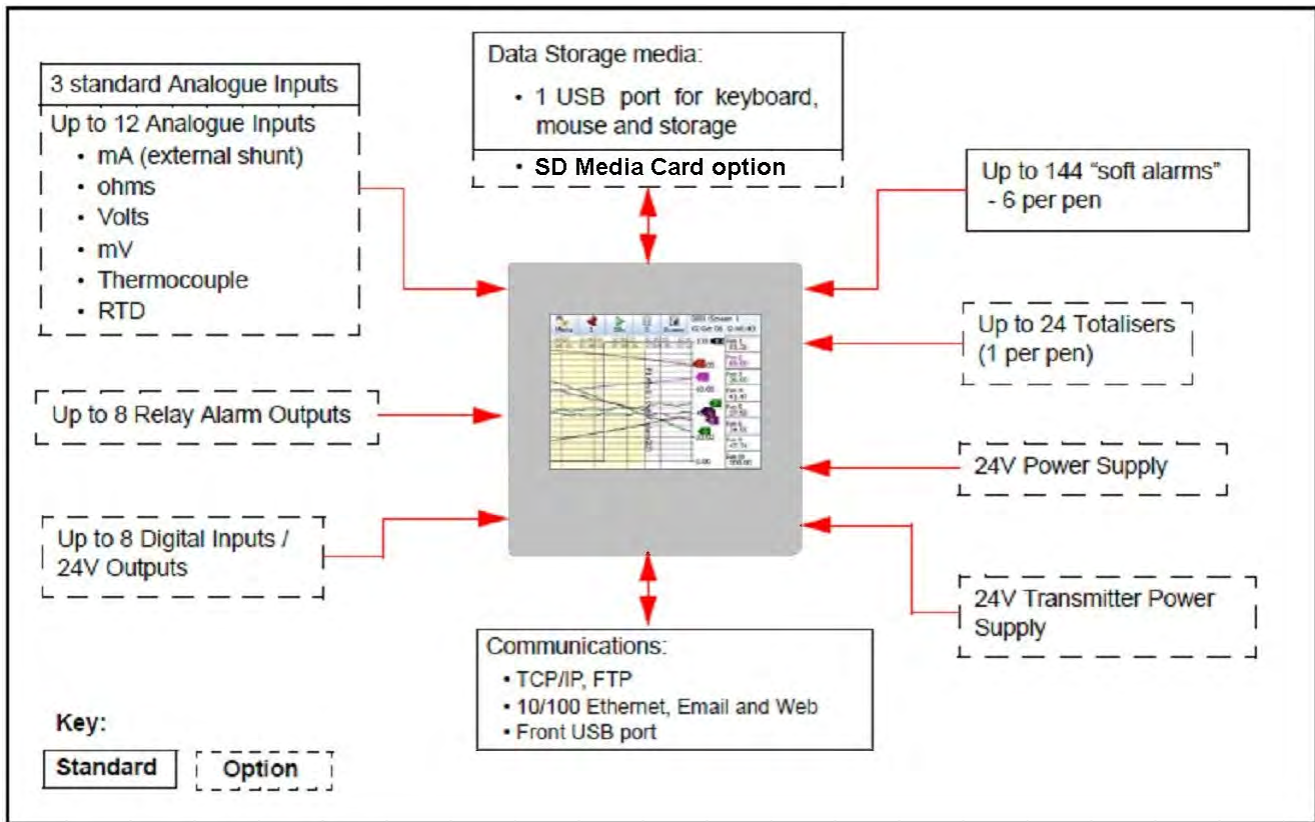 3 standard Analogue Inputs
Up to 12 Analogue Inputs
• mA (external shunt)
• ohms
• Volts
• mV
• Thermocouple
• RTD
Data Storage media:
• 1 USB port for keyboard,
mouse and storage
• SD Media Card option
Up to 144 “soft alarms”
- 6 per pen
Up to 24 Totalisers
(1 per pen)
Up to 8 Relay Alarm Outputs
24V Power Supply
Up to 8 Digital Inputs /
24V Outputs
24V Transmitter Power
Supply
Communications:
• TCP/IP, FTP
• 10/100 Ethernet, Email and Web
• Front USB port
Key:
Standard
Option